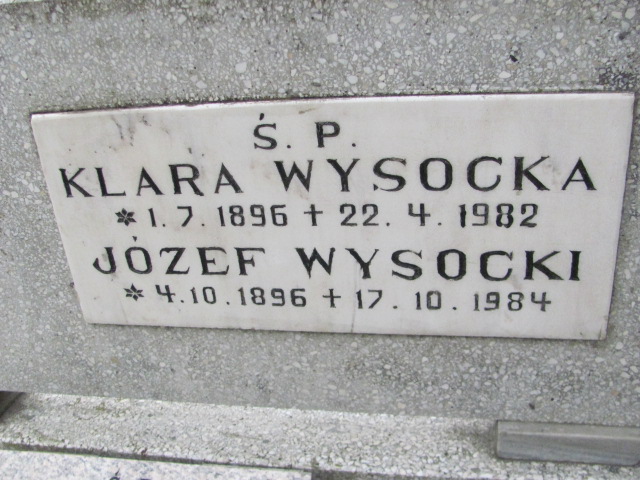 Ś. P.
KLARA WYSOCKA
* 1. 7. 1896 + 22. 4. 1982
JÓZEF WYSOCKI
* 4. 10. 1896 + 17. 10. 1984